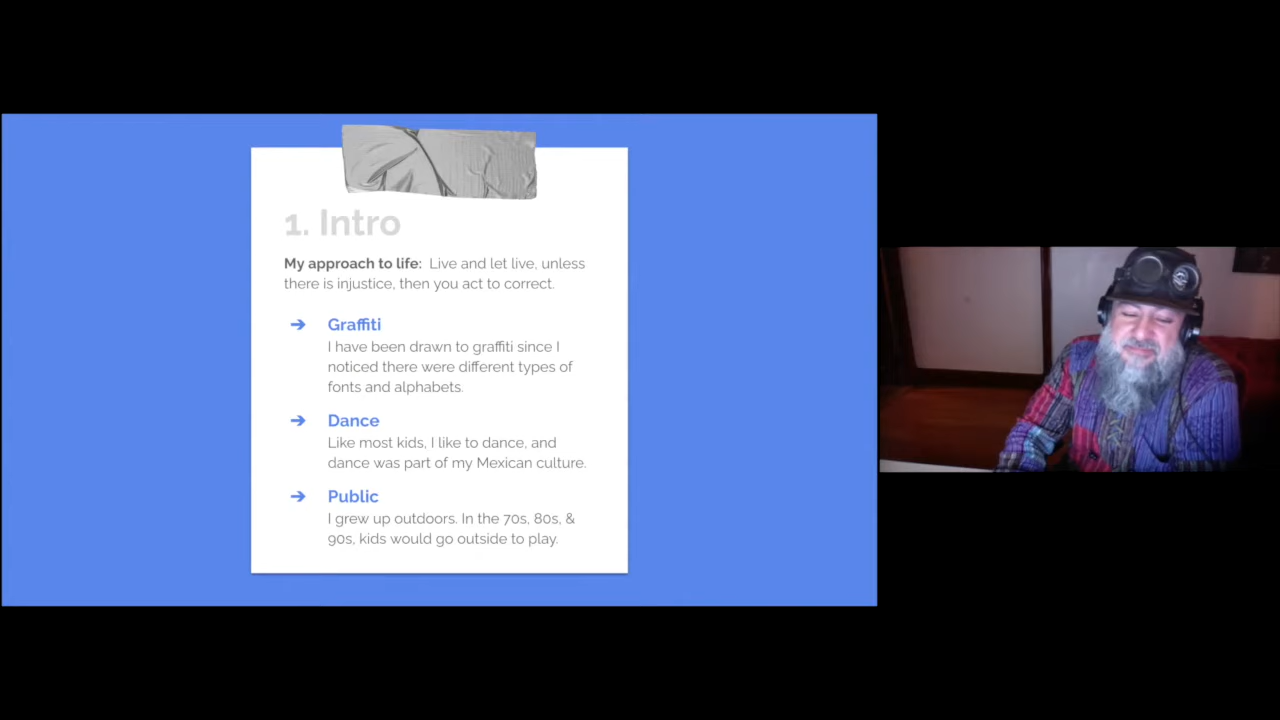 1. Intro
My approach to life: Live and let live, unless
there is injustice, then you act to correct.
➔ Graffiti
I have been drawn to graffiti since I
noticed there were different types of
fonts and alphabets.
➔ Dance
Like most kids, I like to dance, and
dance was part of my Mexican culture.
➔ Public
I grew up outdoors. In the 70s, 80s, &
90s, kids would go outside to play.